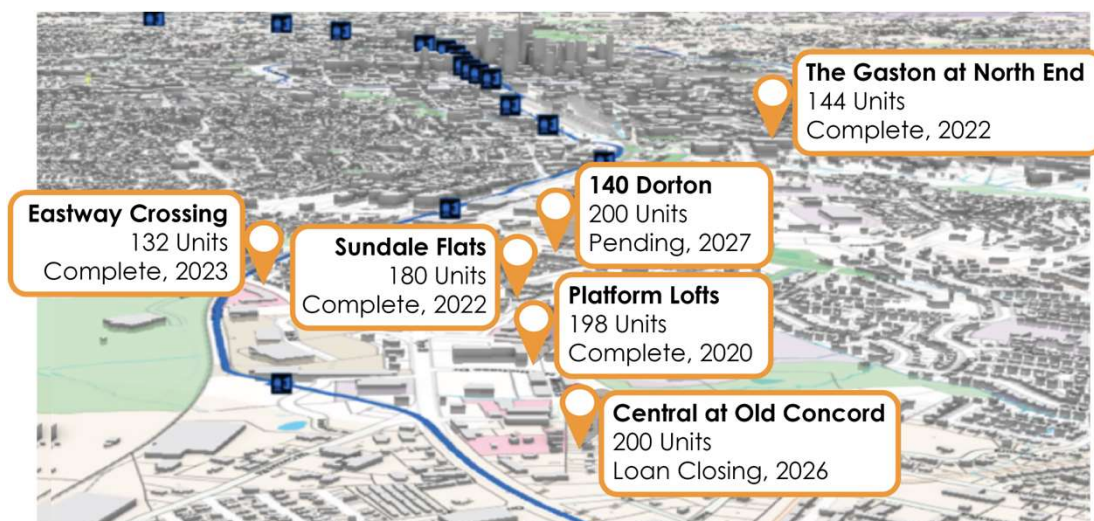 The Gaston at North End
144 Units
Complete, 2022
140 Dorton
200 Units
Pending, 2027
Eastway Crossing
132 Units
Complete, 2023
Sundale Flats
180 Units
Complete, 2022
Platform Lofts
198 Units
Complete, 2020
Central at Old Concord
200 Units
Loan Closing, 2026